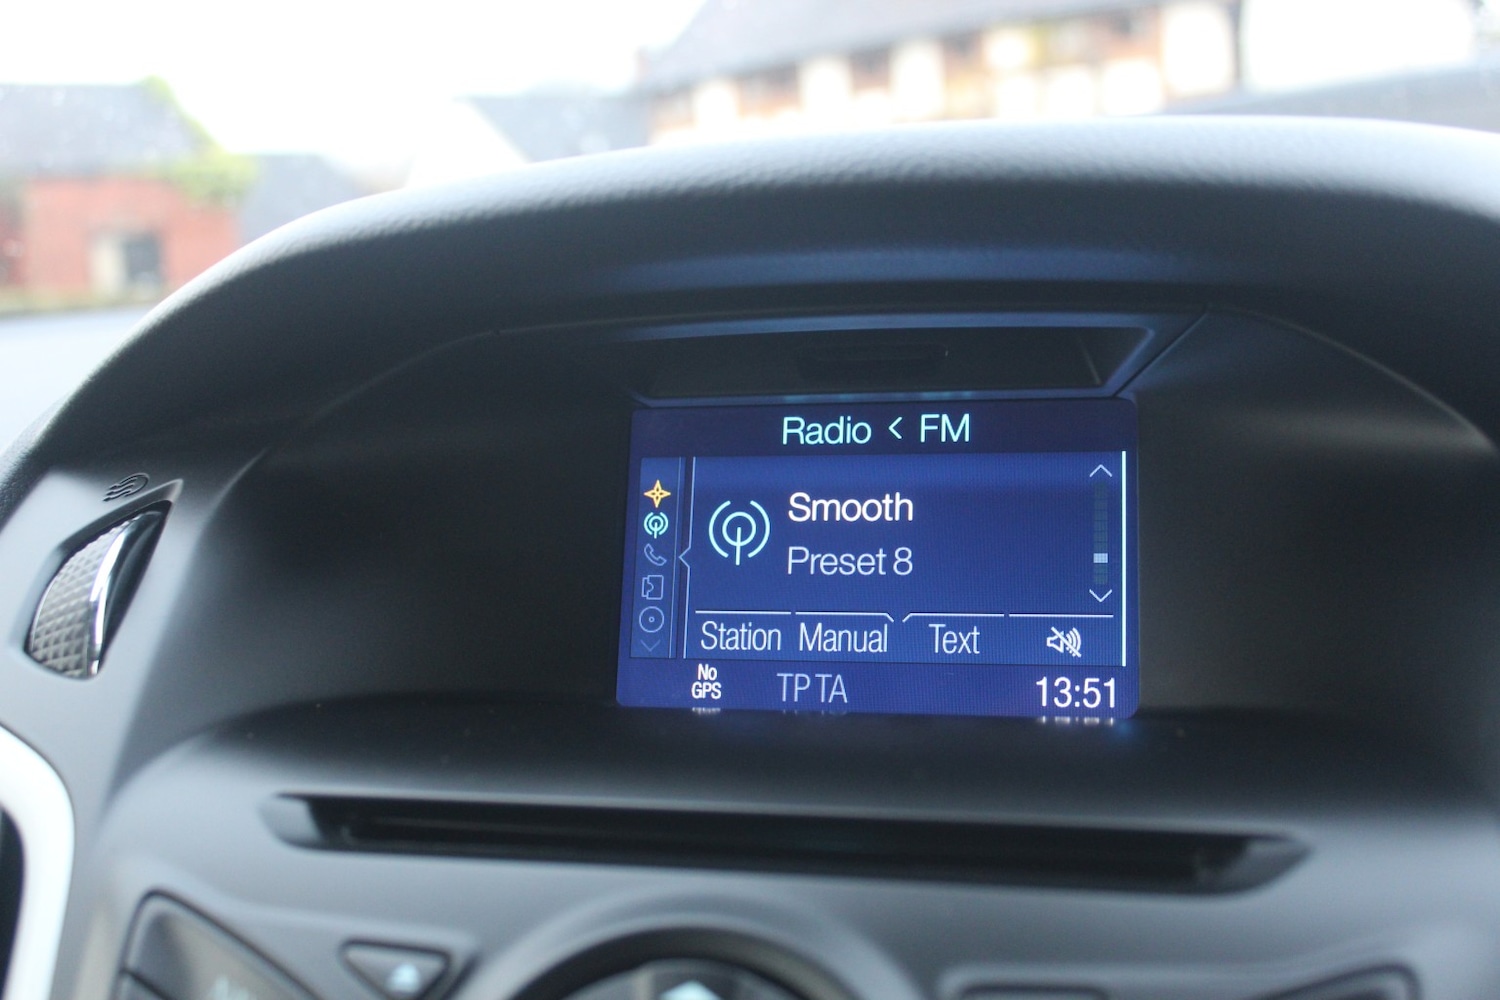 Radio < FM
Smooth
Preset 8
Station Manual Text
No
GPS
TP TA
13:51